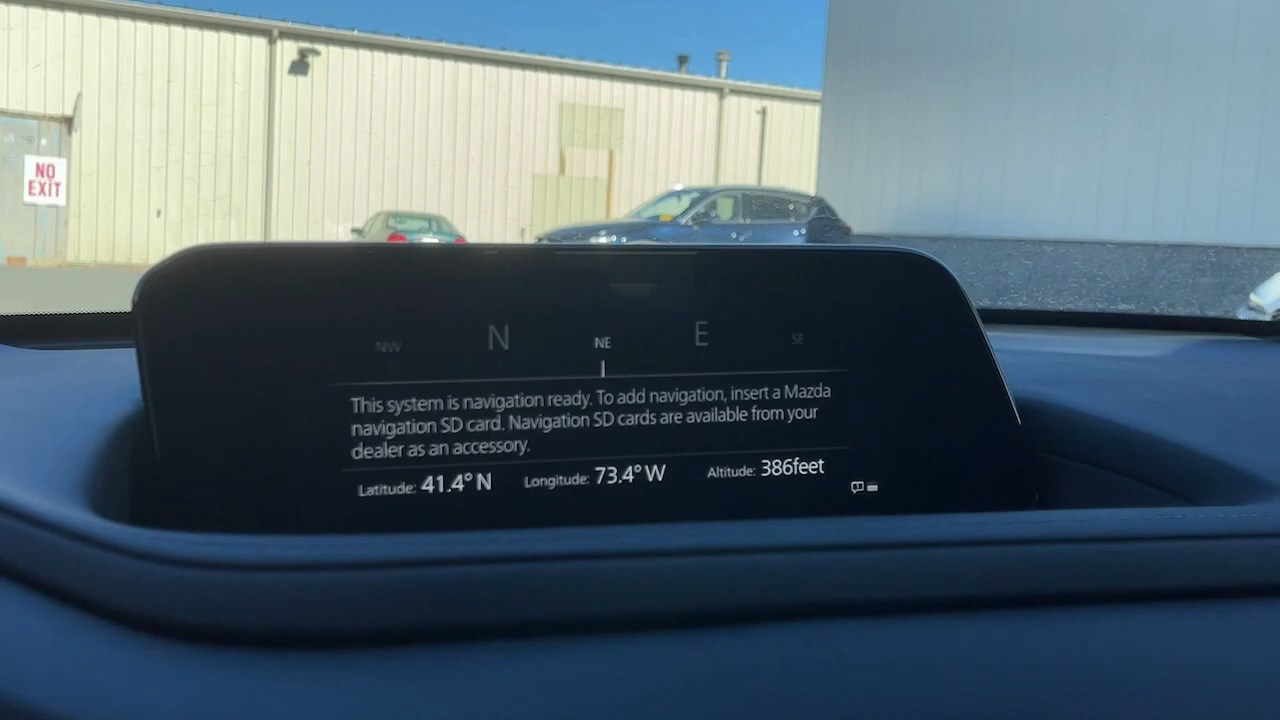 NO
EXIT
NW N NE E SE
This system is navigation ready. To add navigation, insert a Mazda
navigation SD card. Navigation SD cards are available from your
dealer as an accessory.
Latitude: 41.4° N Longitude: 73.4° W Altitude: 386feet